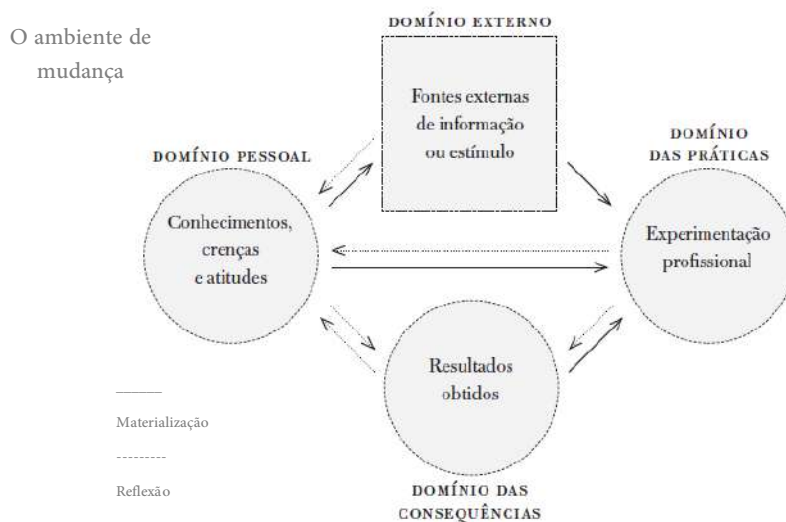 O ambiente de
mudança
DOMÍNIO EXTERNO
Fontes externas
de informação
ou estímulo
DOMÍNIO PESSOAL
Conhecimentos,
crenças
e atitudes
DOMÍNIO
DAS PRÁTICAS
Experimentação
profissional
Resultados
obtidos
DOMÍNIO DAS
CONSEQUÊNCIAS
Materialização
Reflexão